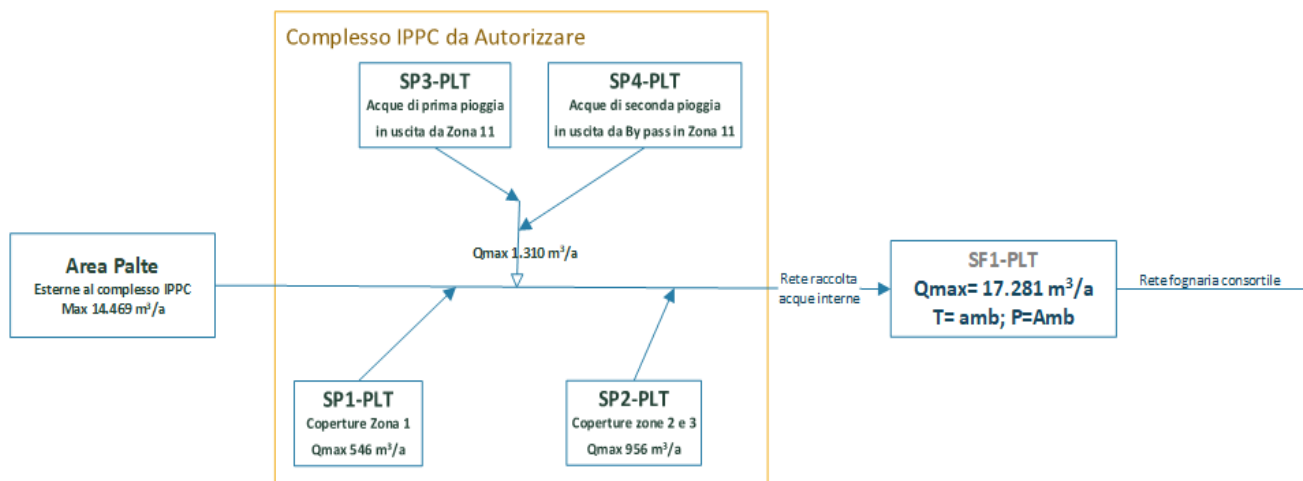 Complesso IPPC da Autorizzare
SP3-PLT
Acque di prima pioggia
in uscita da Zona 11
SP4-PLT
Acque di seconda pioggia
in uscita da By pass in Zona 11
Qmax 1.310 m³/a
Area Palte
Esterne al complesso IPPC
Max 14.469 m³/a
Rete raccolta
acque interne
SF1-PLT
Qmax= 17.281 m³/a
T= amb; P=Amb
Rete fognaria consortile
SP1-PLT
Coperture Zona 1
Qmax 546 m³/a
SP2-PLT
Coperture zone 2 e 3
Qmax 956 m³/a